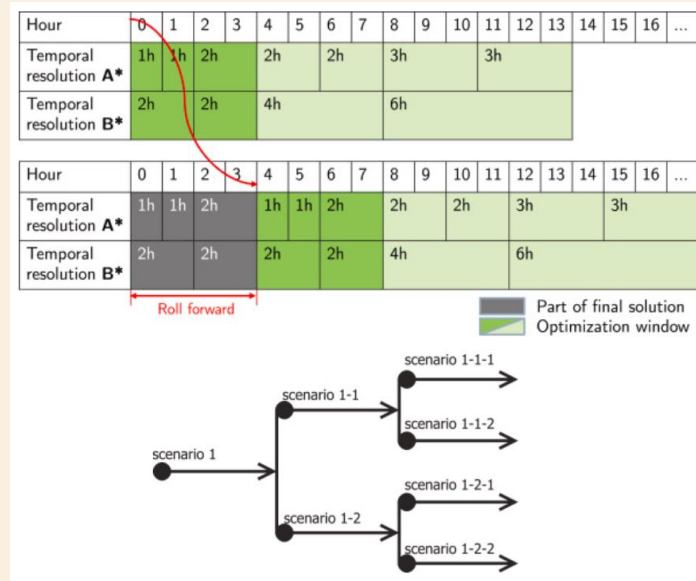 Hour 0 1 2 3 4 5 6 7 8 9 10 11 12 13 14 15 16 ...
Temporal resolution A* 1h 1h 2h 2h 2h 3h 3h
Temporal resolution B* 2h 2h 4h 6h
Hour 0 1 2 3 4 5 6 7 8 9 10 11 12 13 14 15 16 ...
Temporal resolution A* 1h 1h 2h 1h 1h 2h 2h 2h 3h 3h
Temporal resolution B* 2h 2h 2h 2h 4h 6h
Roll forward
Part of final solution
Optimization window
scenario 1-1-1
scenario 1-1
scenario 1-1-2
scenario 1
scenario 1-2-1
scenario 1-2
scenario 1-2-2